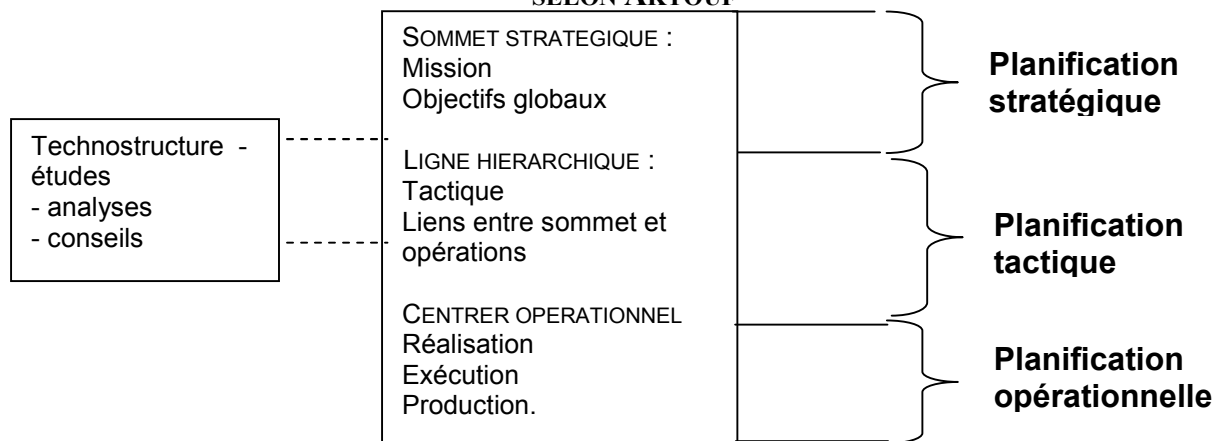 SELON AKTOUF
SOMMET STRATEGIQUE :
Mission
Objectifs globaux
Planification
stratégique
Technostructure -
études
- analyses
- conseils
LIGNE HIERARCHIQUE :
Tactique
Liens entre sommet et
opérations
Planification
tactique
CENTRER OPERATIONNEL
Réalisation
Exécution
Production.
Planification
opérationnelle